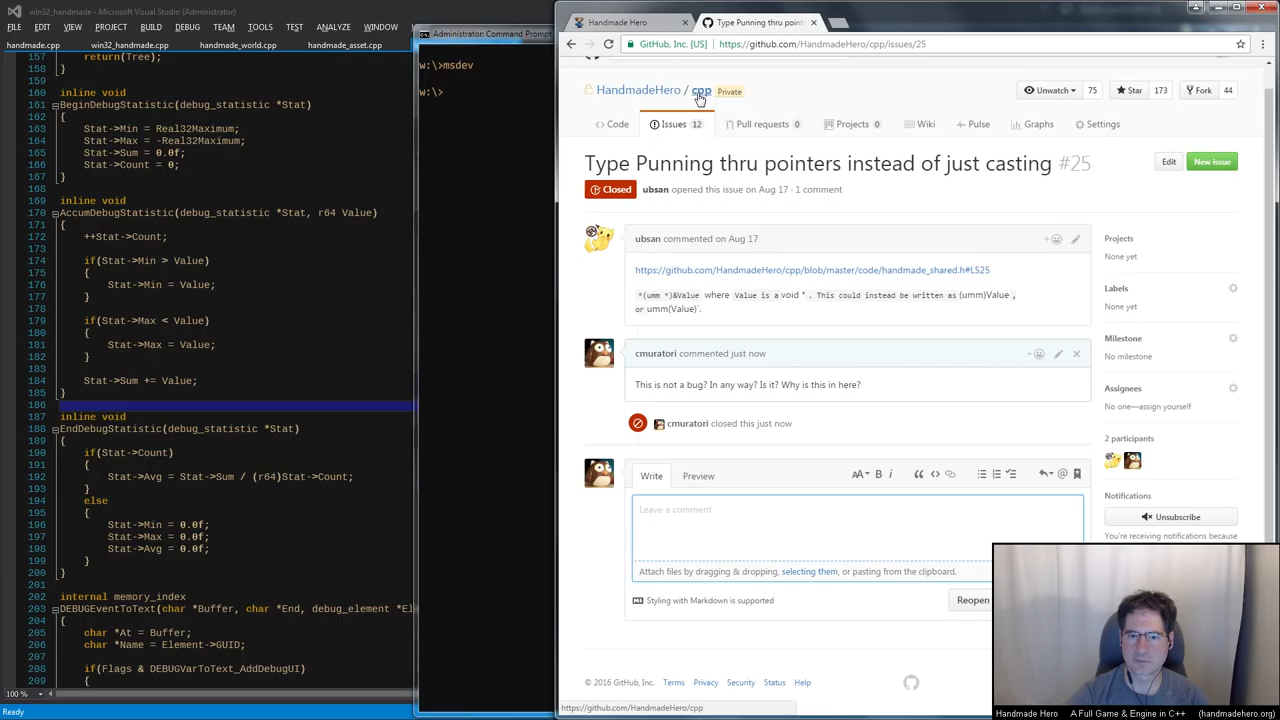 win32_handmade - Microsoft Visual Studio (Administrator)
FILE EDIT VIEW PROJECT BUILD DEBUG TEAM TOOLS TEST ANALYZE WINDOW
handmade.cpp win32_handmade.cpp handmade_world.cpp handmade_asset.cpp
157 return(Tree);
158 }
159
160 inline void
161 BeginDebugStatistic(debug_statistic *Stat)
162 {
163 Stat->Min = Real32Maximum;
164 Stat->Max = -Real32Maximum;
165 Stat->Sum = 0.0f;
166 Stat->Count = 0;
167 }
168
169 inline void
170 AccumDebugStatistic(debug_statistic *Stat, r64 Value)
171 {
172 ++Stat->Count;
173
174 if(Stat->Min > Value)
175 {
176 Stat->Min = Value;
177 }
178
179 if(Stat->Max < Value)
180 {
181 Stat->Max = Value;
182 }
183
184 Stat->Sum += Value;
185 }
186
187 inline void
188 EndDebugStatistic(debug_statistic *Stat)
189 {
190 if(Stat->Count)
191 {
192 Stat->Avg = Stat->Sum / (r64)Stat->Count;
193 }
194 else
195 {
196 Stat->Min = 0.0f;
197 Stat->Max = 0.0f;
198 Stat->Avg = 0.0f;
199 }
200 }
201
202 internal memory_index
203 DEBUGEventToText(char *Buffer, char *End, debug_element *El
204 {
205 char *At = Buffer;
206 char *Name = Element->GUID;
207
208 if(Flags & DEBUGVarToText_AddDebugUI)
209 {
100 %
Ready
Administrator: Command Prompt
w:\>msdev
w:\>
Handmade Hero
Type Punning thru point
GitHub, Inc. [US] https://github.com/HandmadeHero/cpp/issues/25
HandmadeHero / cpp Private
Unwatch 75 Star 173 Fork 44
Code Issues 12 Pull requests 0 Projects 0 Wiki Pulse Graphs Settings
Type Punning thru pointers instead of just casting #25
Edit New issue
Closed ubsan opened this issue on Aug 17 · 1 comment
ubsan commented on Aug 17
https://github.com/HandmadeHero/cpp/blob/master/code/handmade_shared.h#L525
*(umm *)&Value where Value is a void * . This could instead be written as (umm)Value ,
or umm(Value)`.
cmuratori commented just now
This is not a bug? In any way? Is it? Why is this in here?
cmuratori closed this just now
Write Preview
AA B i @
Leave a comment
Attach files by dragging & dropping, selecting them, or pasting from the clipboard.
Styling with Markdown is supported
Reopen
Projects
None yet
Labels
None yet
Milestone
No milestone
Assignees
No one—assign yourself
2 participants
Notifications
Unsubscribe
You're receiving notifications because
© 2016 GitHub, Inc. Terms Privacy Security Status Help
https://github.com/HandmadeHero/cpp
Handmade Hero A Full Game & Engine in C++ (handmadehero.org)